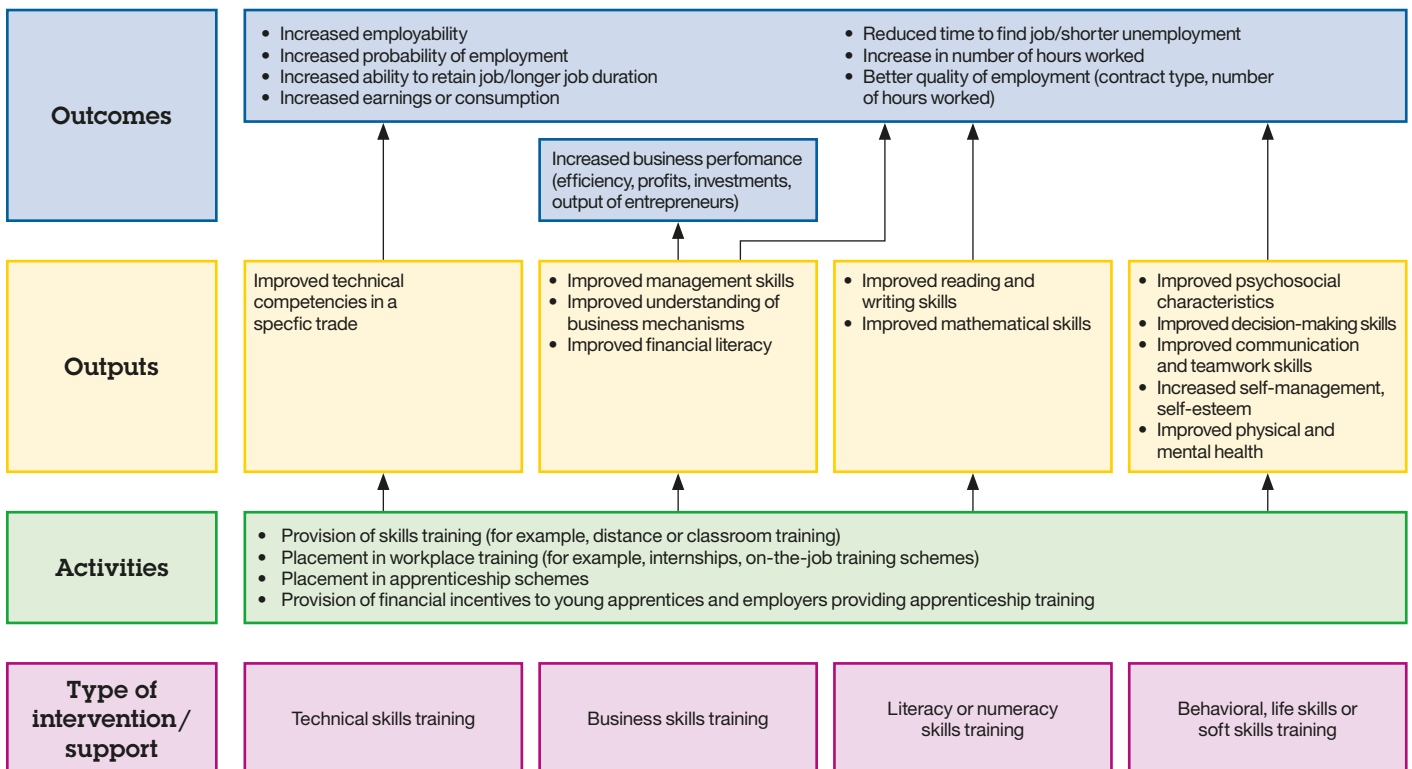 Outcomes
• Increased employability
• Increased probability of employment
• Increased ability to retain job/longer job duration
• Increased earnings or consumption
• Reduced time to find job/shorter unemployment
• Increase in number of hours worked
• Better quality of employment (contract type, number
of hours worked)
Increased business perfomance
(efficiency, profits, investments,
output of entrepreneurs)
Outputs
Improved technical
competencies in a
specfic trade
• Improved management skills
• Improved understanding of
business mechanisms
• Improved financial literacy
• Improved reading and
writing skills
• Improved mathematical skills
• Improved psychosocial
characteristics
• Improved decision-making skills
• Improved communication
and teamwork skills
• Increased self-management,
self-esteem
• Improved physical and
mental health
Activities
• Provision of skills training (for example, distance or classroom training)
• Placement in workplace training (for example, internships, on-the-job training schemes)
• Placement in apprenticeship schemes
• Provision of financial incentives to young apprentices and employers providing apprenticeship training
Type of
intervention/
support
Technical skills training
Business skills training
Literacy or numeracy
skills training
Behavioral, life skills or
soft skills training